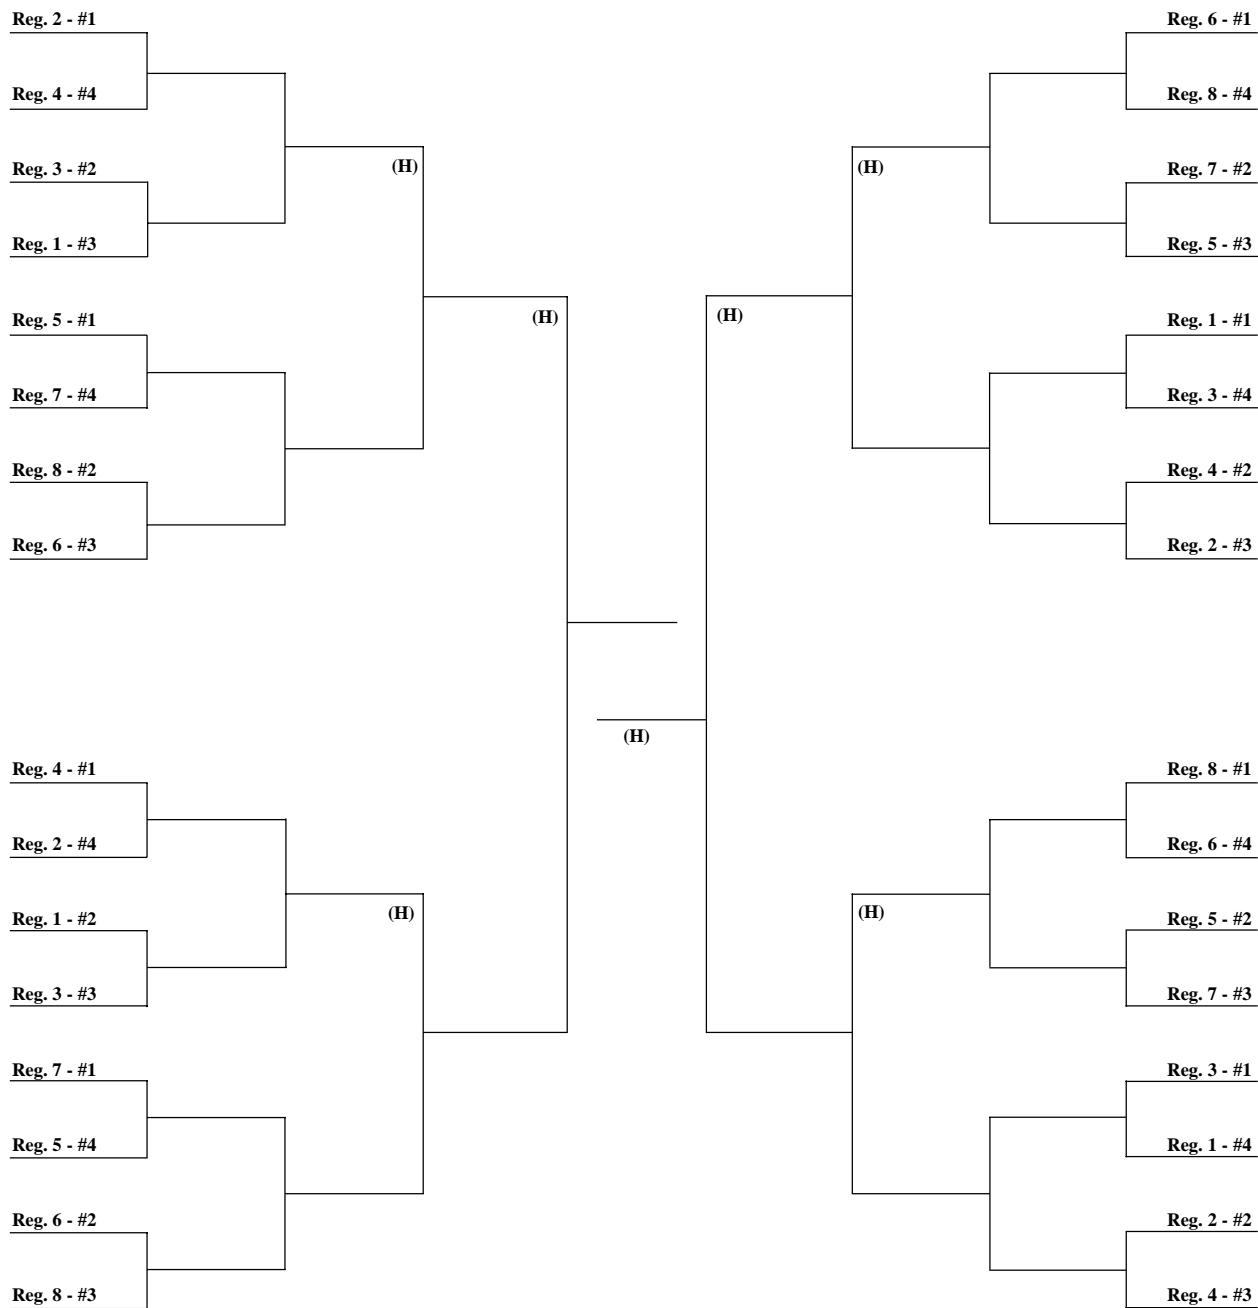 Reg. 2 - #1
Reg. 4 - #4
Reg. 3 - #2
(H)
Reg. 1 - #3
Reg. 5 - #1
(H)
Reg. 7 - #4
Reg. 8 - #2
Reg. 6 - #3
Reg. 4 - #1
Reg. 2 - #4
Reg. 1 - #2
(H)
Reg. 3 - #3
Reg. 7 - #1
Reg. 5 - #4
Reg. 6 - #2
Reg. 8 - #3
(H)
Reg. 6 - #1
Reg. 8 - #4
(H)
Reg. 7 - #2
Reg. 5 - #3
(H)
Reg. 1 - #1
Reg. 3 - #4
Reg. 4 - #2
Reg. 2 - #3
Reg. 8 - #1
Reg. 6 - #4
(H)
Reg. 5 - #2
Reg. 7 - #3
Reg. 3 - #1
Reg. 1 - #4
Reg. 2 - #2
Reg. 4 - #3